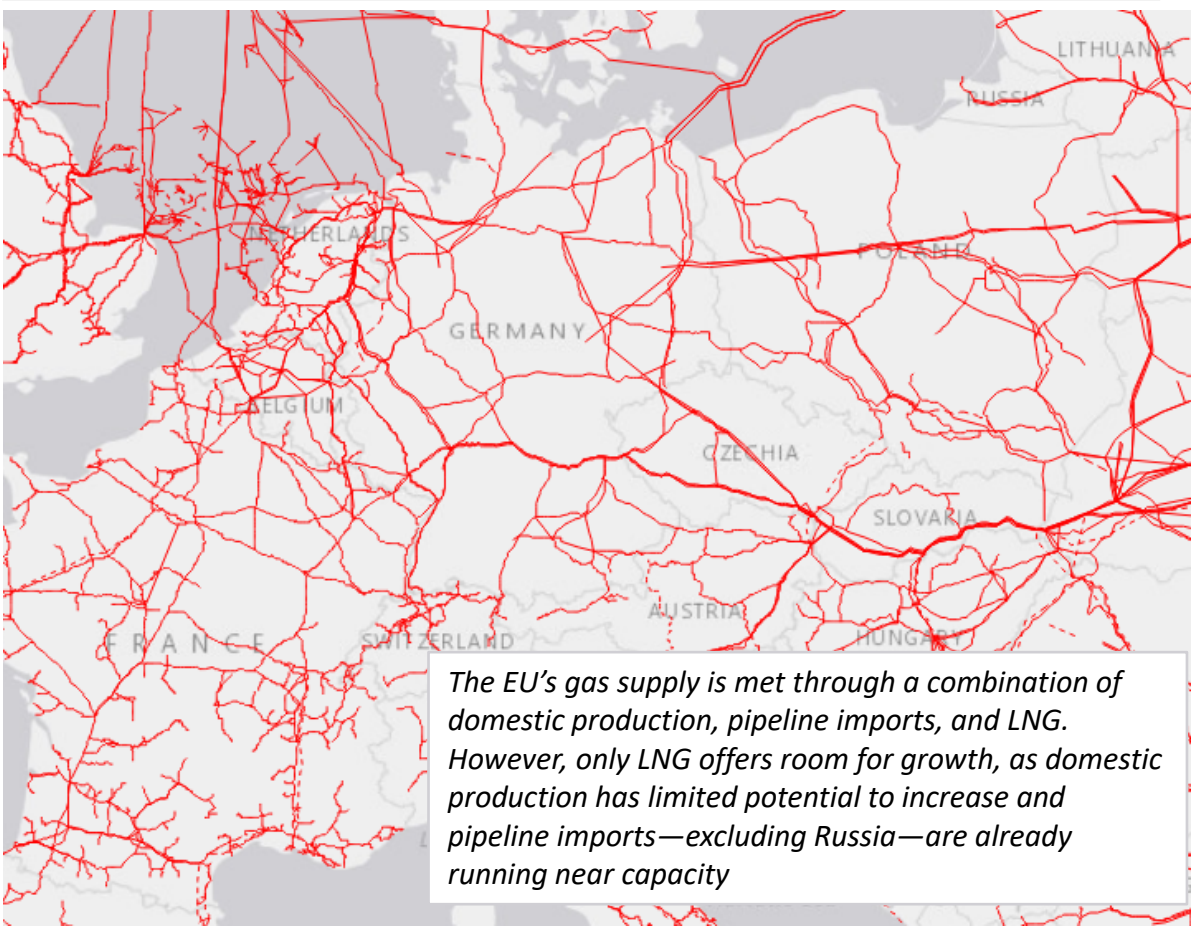 LITHUANIA
RUSSIA
NETHERLANDS
POLAND
GERMANY
BELGIUM
CZECHIA
SLOVAKIA
AUSTRIA
FRANCE
SWITZERLAND
HUNGARY
The EU’s gas supply is met through a combination of
domestic production, pipeline imports, and LNG.
However, only LNG offers room for growth, as domestic
production has limited potential to increase and
pipeline imports—excluding Russia—are already
running near capacity